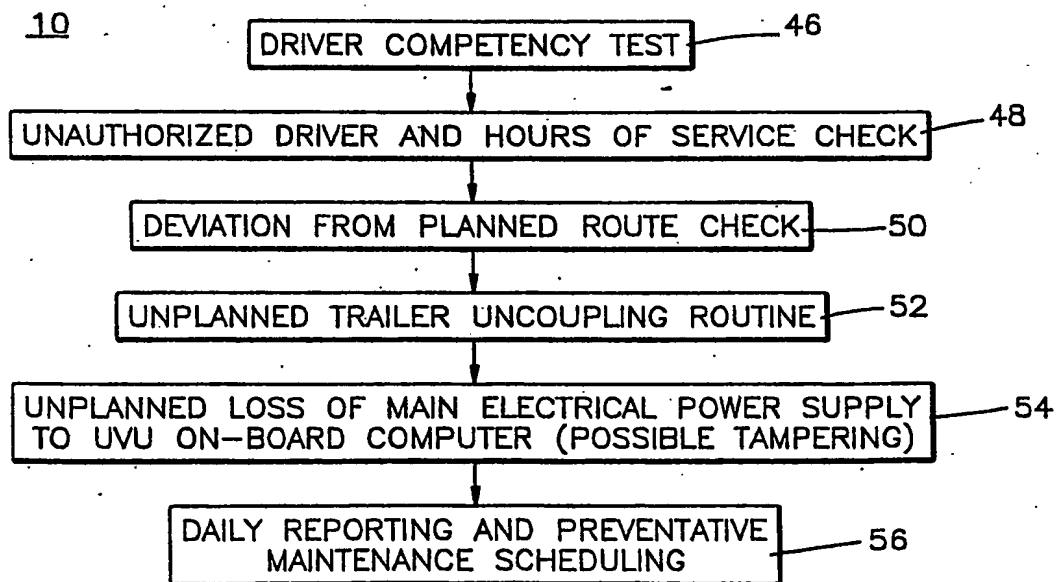 10
DRIVER COMPETENCY TEST
46
UNAUTHORIZED DRIVER AND HOURS OF SERVICE CHECK
48
DEVIATION FROM PLANNED ROUTE CHECK
50
UNPLANNED TRAILER UNCOUPLING ROUTINE
52
UNPLANNED LOSS OF MAIN ELECTRICAL POWER SUPPLY
TO UVU ON-BOARD COMPUTER (POSSIBLE TAMPERING)
54
DAILY REPORTING AND PREVENTATIVE
MAINTENANCE SCHEDULING
56